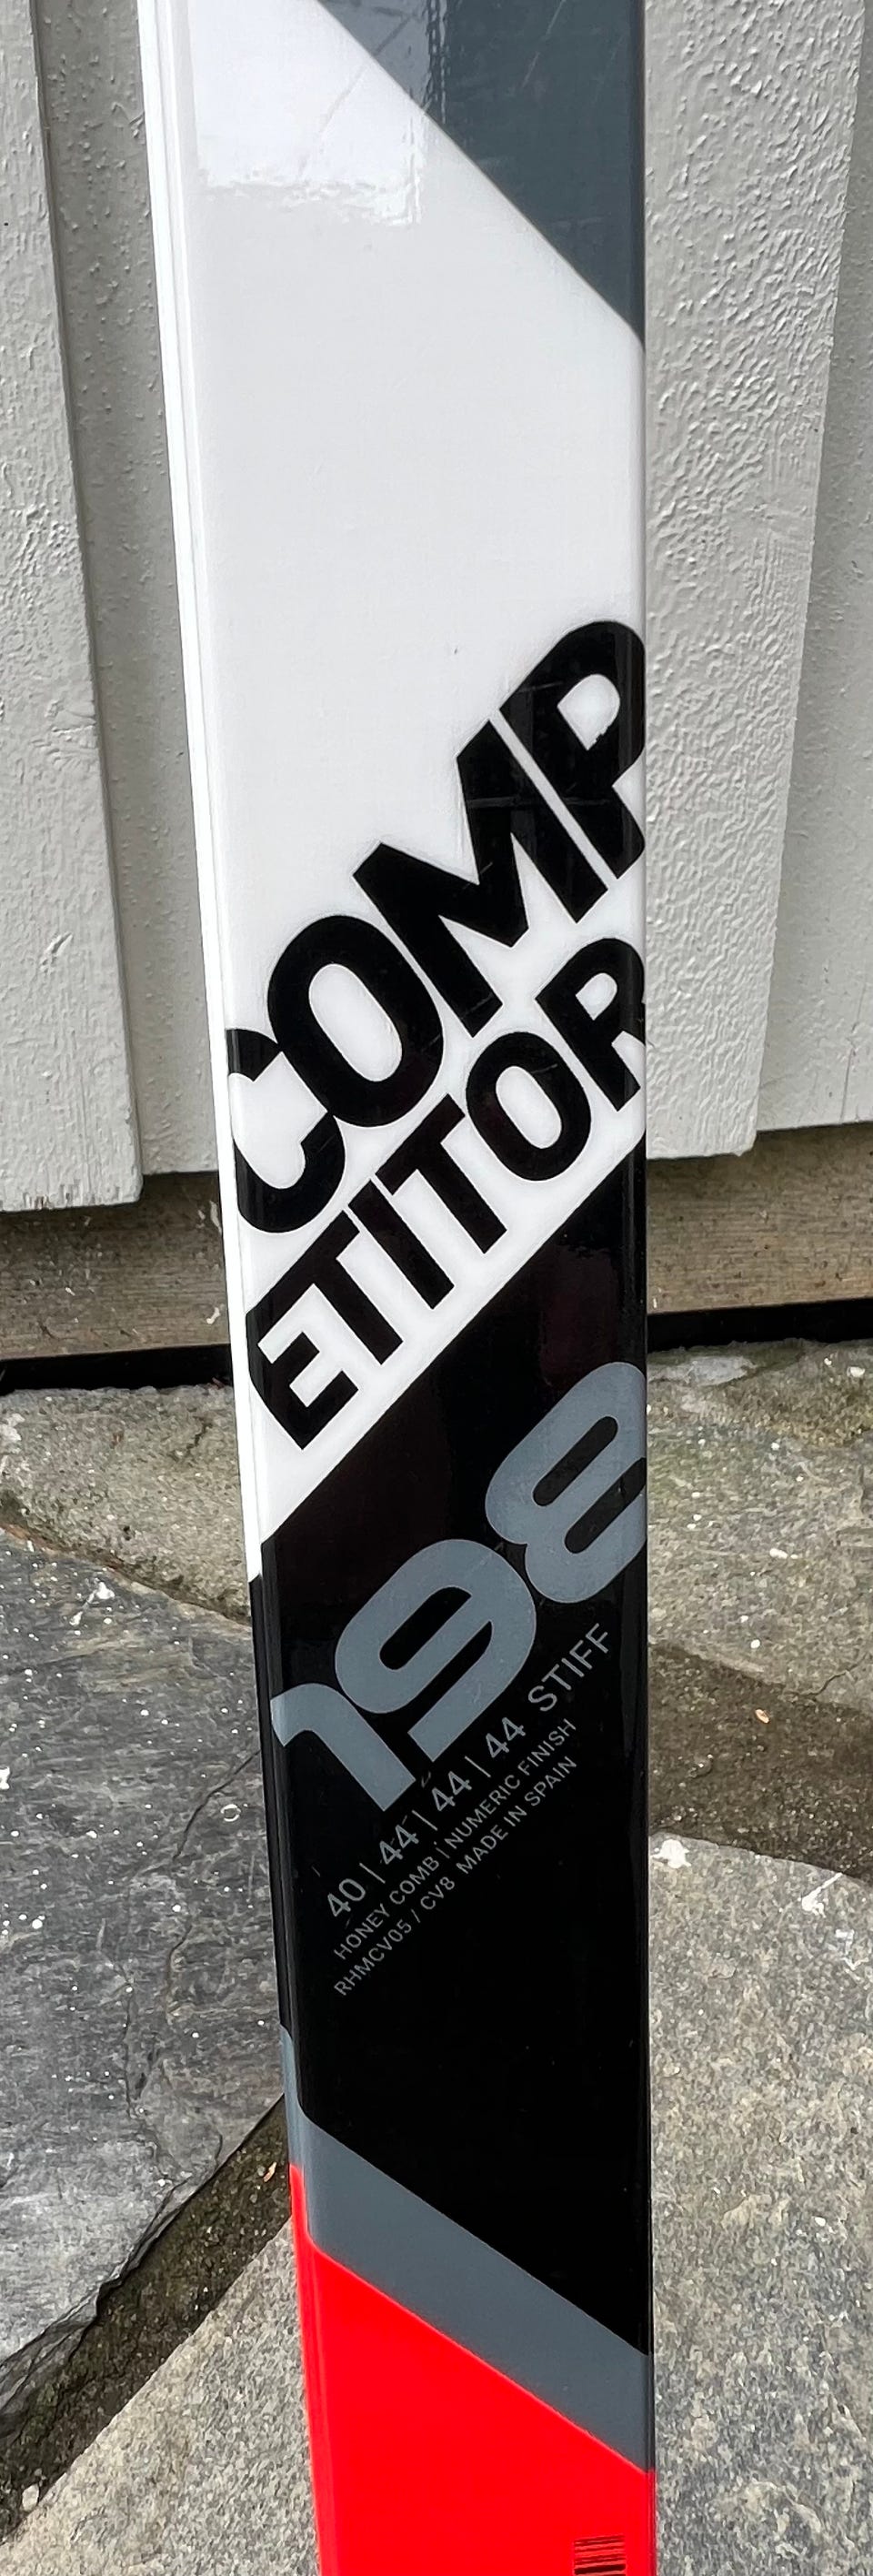 COMP
ETITOR
198
40 | 44 | 44 | 44 STIFF
HONEY COMB | NUMERIC FINISH
RHMCV05 / CV8 MADE IN SPAIN